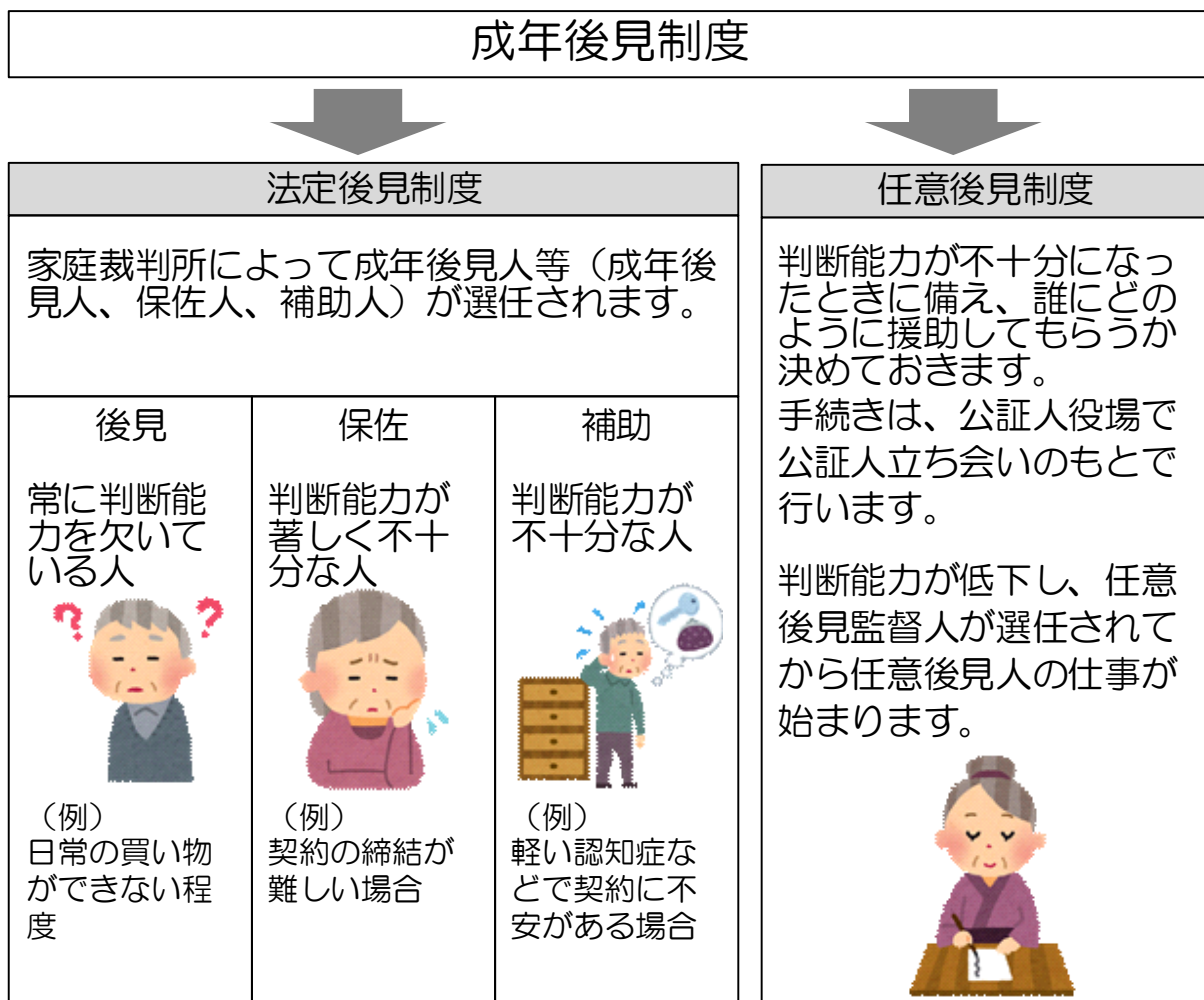 成年後見制度
法定後見制度
家庭裁判所によって成年後見人等（成年後
見人、保佐人、補助人）が選任されます。
後見
常に判断能
力を欠いて
いる人
（例）
日常の買い物
ができない程
度
保佐
判断能力が
著しく不十
分な人
（例）
契約の締結が
難しい場合
補助
判断能力が
不十分な人
（例）
軽い認知症な
どで契約に不
安がある場合
任意後見制度
判断能力が不十分になっ
たときに備え、誰にどの
ように援助してもらうか
決めておきます。
手続きは、公証人役場で
公証人立ち会いのもとで
行います。
判断能力が低下し、任意
後見監督人が選任されて
から任意後見人の仕事が
始まります。